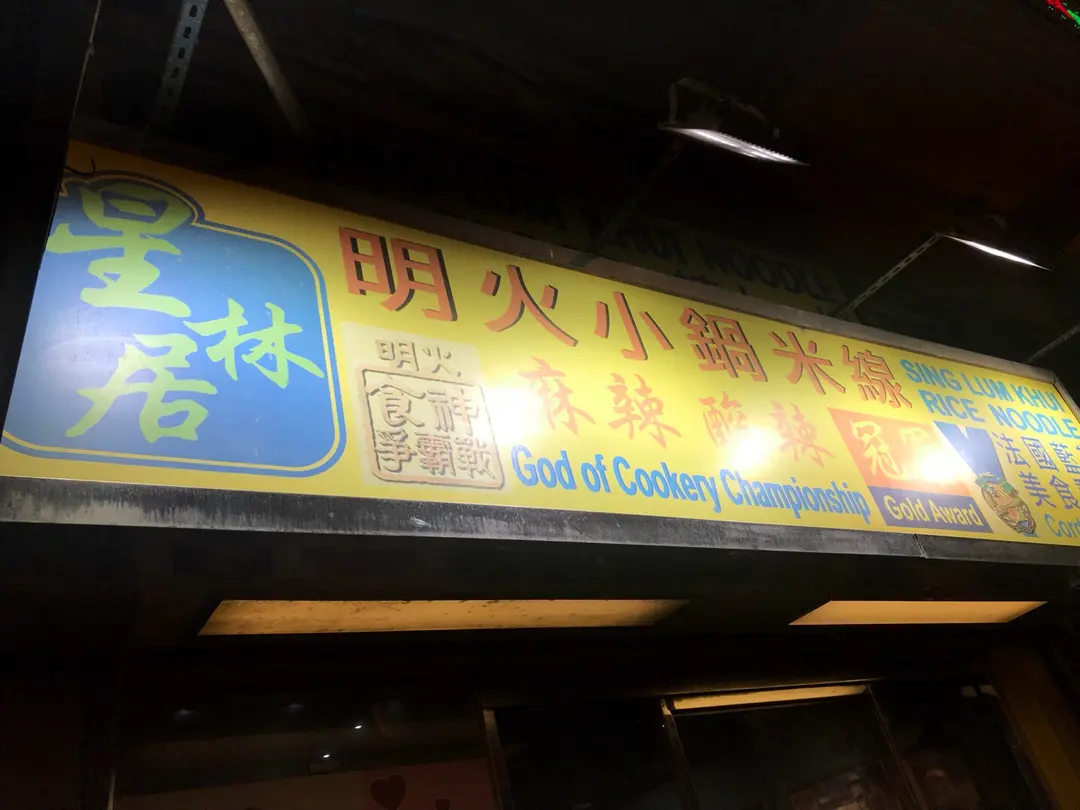 星林居
明火小鍋米線
SING LUM KHUI
RICE NOODLE
麻辣 酸辣
明火
食神
爭霸戰
God of Cookery Championship
冠軍
Gold Award
法國藍
美食